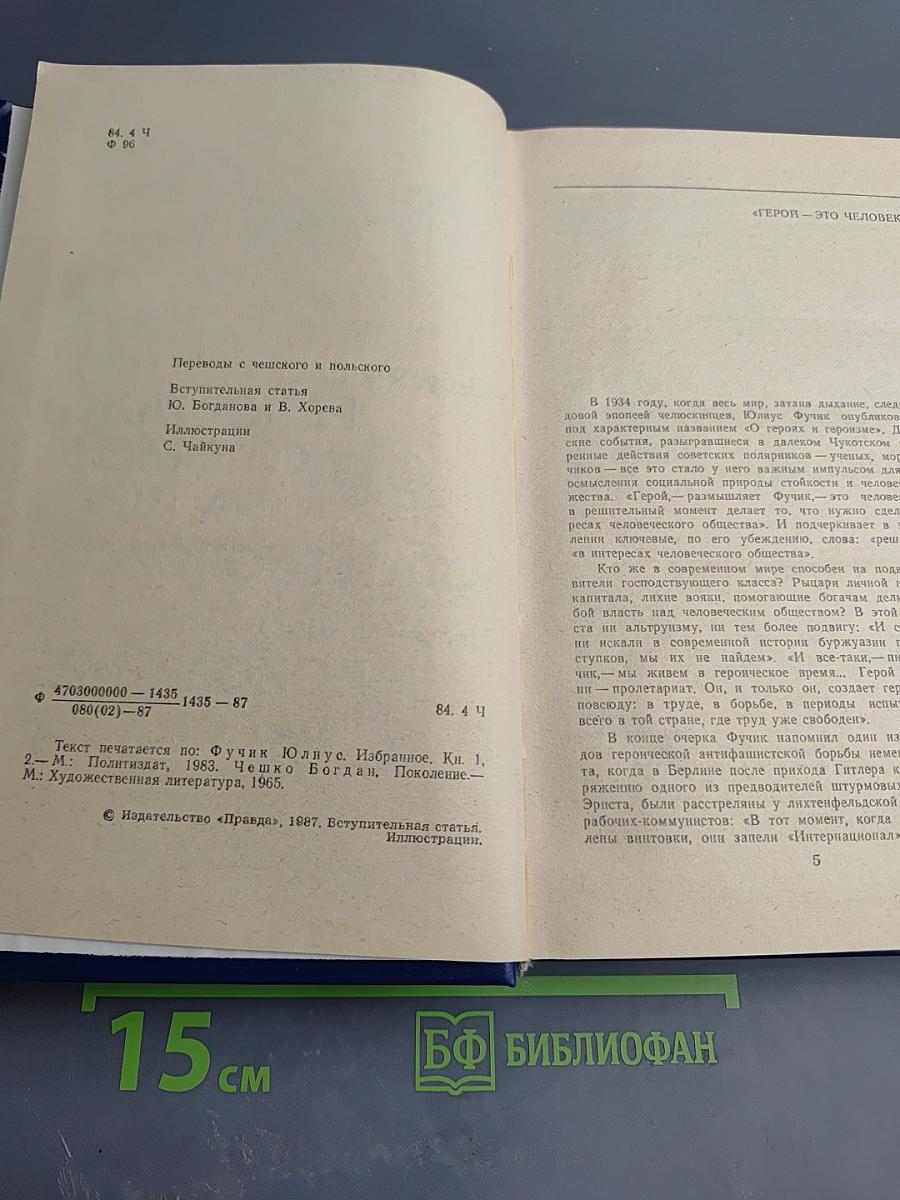 84. 4 Ч
Ф 96
Переводы с чешского и польского
Вступительная статья
Ю. Богданова и В. Хорева
Иллюстрации
С. Чайкуна
Ф 4703000000 — 1435
080(02)—87
1435 — 87
84. 4 Ч
Текст печатается по: Фучик Юлиус. Избранное. Кн. 1,
2.— М.: Политиздат, 1983. Чешко Богдан. Поколение.—
М.: Художественная литература, 1965.
© Издательство «Правда», 1987. Вступительная статья.
Иллюстрации.
«ГЕРОЙ — ЭТО ЧЕЛОВЕК
В 1934 году, когда весь мир, затаив дыхание, след
довой эпопеей челюскинцев, Юлиус Фучик опубликов
под характерным названием «О героях и героизме». Д
ские события, разыгравшиеся в далеком Чукотском
ренные действия советских полярников — ученых, мор
чиков — все это стало у него важным импульсом для
осмысления социальной природы стойкости и человеч
жества. «Герой,— размышляет Фучик,— это челове
в решительный момент делает то, что нужно сдел
ресах человеческого общества». И подчеркивает в э
лении ключевые, по его убеждению, слова: «реш
«в интересах человеческого общества».
Кто же в современном мире способен на подв
вители господствующего класса? Рыцари личной
капитала, лихие вояки, помогающие богачам дели
бой власть над человеческим обществом? В этой
ста ни альтруизму, ни тем более подвигу: «И с
ни искали в современной истории буржуазии г
ступков, мы их не найдем». «И все-таки,— пи
чик,— мы живем в героическое время... Герой
ни — пролетариат. Он, и только он, создает гер
повсюду: в труде, в борьбе, в периоды испыт
всего в той стране, где труд уже свободен».
В конце очерка Фучик напомнил один из
дов героической антифашистской борьбы неме
та, когда в Берлине после прихода Гитлера к
ряжению одного из предводителей штурмовы
Эрнста, были расстреляны у лихтенфельдской
рабочих-коммунистов: «В тот момент, когда
лены винтовки, они запели «Интернационал»
5
15 см
БФ БИБЛИОФАН